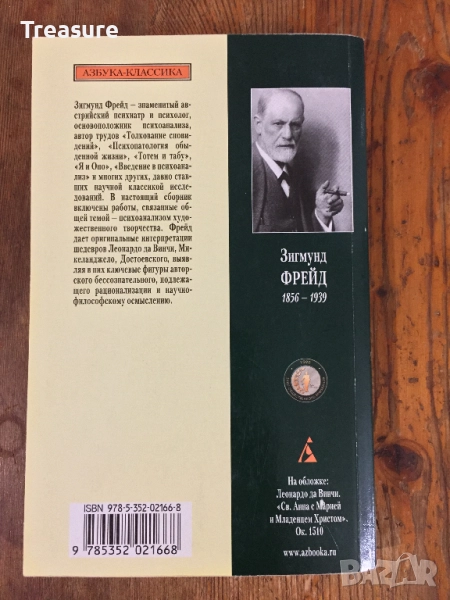 Treasure
АЗБУКА-КЛАССИКА
Зигмунд Фрейд – знаменитый ав-
стрийский психиатр и психолог,
основоположник психоанализа,
автор трудов «Толкование снови-
дений», «Психопатология обы-
денной жизни», «Тотем и табу»,
«Я и Оно», «Введение в психоана-
лиз» и многих других, давно став-
ших научной классикой иссле-
дований. В настоящий сборник
включены работы, связанные об-
щей темой – психоанализом худо-
жественного творчества. Фрейд
дает оригинальные интерпретации
шедевров Леонардо да Винчи, Ми-
келанджело, Достоевского, выяв-
ляя в них ключевые фигуры автор-
ского бессознательного, подлежа-
щего рационализации и научно-
философскому осмыслению.
Зигмунд
ФРЕЙД
1856 – 1939
На обложке:
Леонардо да Винчи.
«Св. Анна с Марией
и Младенцем Христом».
Ок. 1510
www.azbooka.ru
ISBN 978-5-352-02166-8
9 785352 021668
BAZAR